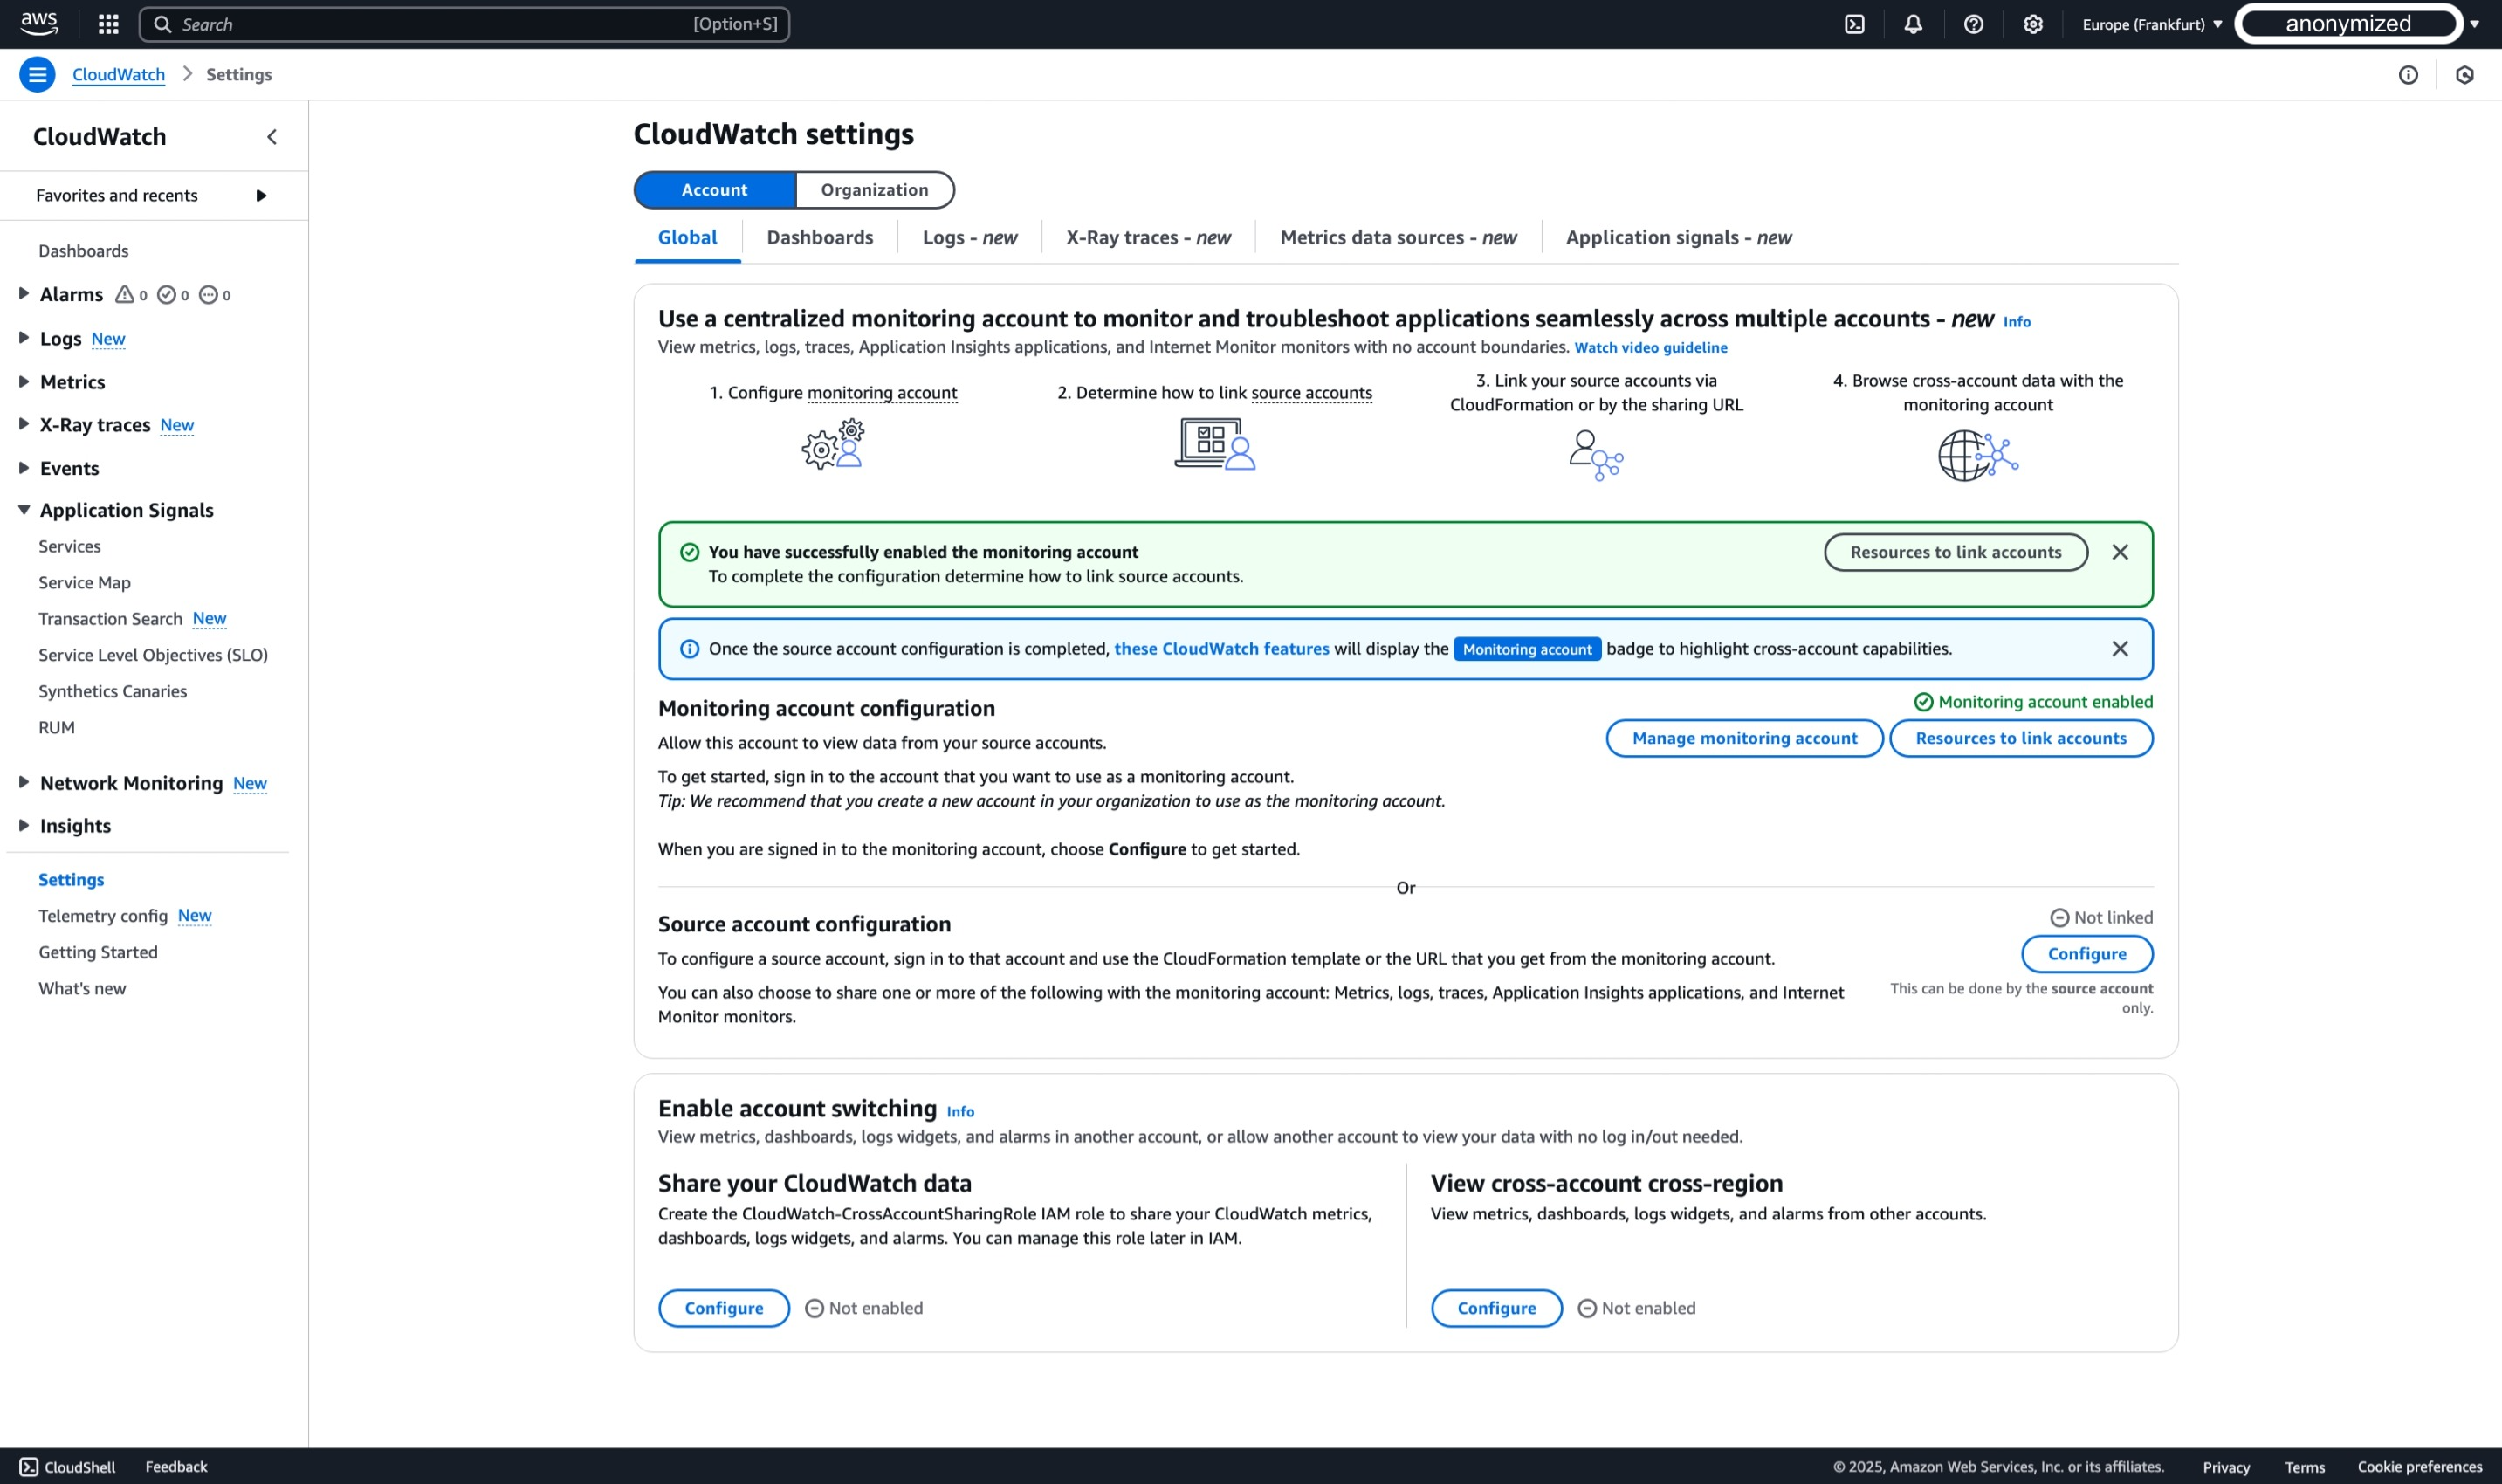 aws
Search [Option+S]
Europe (Frankfurt)
anonymized
CloudWatch
Settings
CloudWatch
Favorites and recents
Dashboards
Alarms 0 0 0
Logs New
Metrics
X-Ray traces New
Events
Application Signals
Services
Service Map
Transaction Search New
Service Level Objectives (SLO)
Synthetics Canaries
RUM
Network Monitoring New
Insights
Settings
Telemetry config New
Getting Started
What's new
CloudWatch settings
Account Organization
Global Dashboards Logs - new X-Ray traces - new Metrics data sources - new Application signals - new
Use a centralized monitoring account to monitor and troubleshoot applications seamlessly across multiple accounts - new Info
View metrics, logs, traces, Application Insights applications, and Internet Monitor monitors with no account boundaries. Watch video guideline
1. Configure monitoring account
2. Determine how to link source accounts
3. Link your source accounts via
CloudFormation or by the sharing URL
4. Browse cross-account data with the
monitoring account
You have successfully enabled the monitoring account
To complete the configuration determine how to link source accounts.
Resources to link accounts
Once the source account configuration is completed, these CloudWatch features will display the Monitoring account badge to highlight cross-account capabilities.
Monitoring account configuration
Allow this account to view data from your source accounts.
To get started, sign in to the account that you want to use as a monitoring account.
Tip: We recommend that you create a new account in your organization to use as the monitoring account.
When you are signed in to the monitoring account, choose Configure to get started.
Monitoring account enabled
Manage monitoring account Resources to link accounts
Or
Source account configuration
To configure a source account, sign in to that account and use the CloudFormation template or the URL that you get from the monitoring account.
You can also choose to share one or more of the following with the monitoring account: Metrics, logs, traces, Application Insights applications, and Internet
Monitor monitors.
Not linked
Configure
This can be done by the source account
only.
Enable account switching Info
View metrics, dashboards, logs widgets, and alarms in another account, or allow another account to view your data with no log in/out needed.
Share your CloudWatch data
Create the CloudWatch-CrossAccountSharingRole IAM role to share your CloudWatch metrics,
dashboards, logs widgets, and alarms. You can manage this role later in IAM.
Configure Not enabled
View cross-account cross-region
View metrics, dashboards, logs widgets, and alarms from other accounts.
Configure Not enabled
CloudShell Feedback
© 2025, Amazon Web Services, Inc. or its affiliates. Privacy Terms Cookie preferences